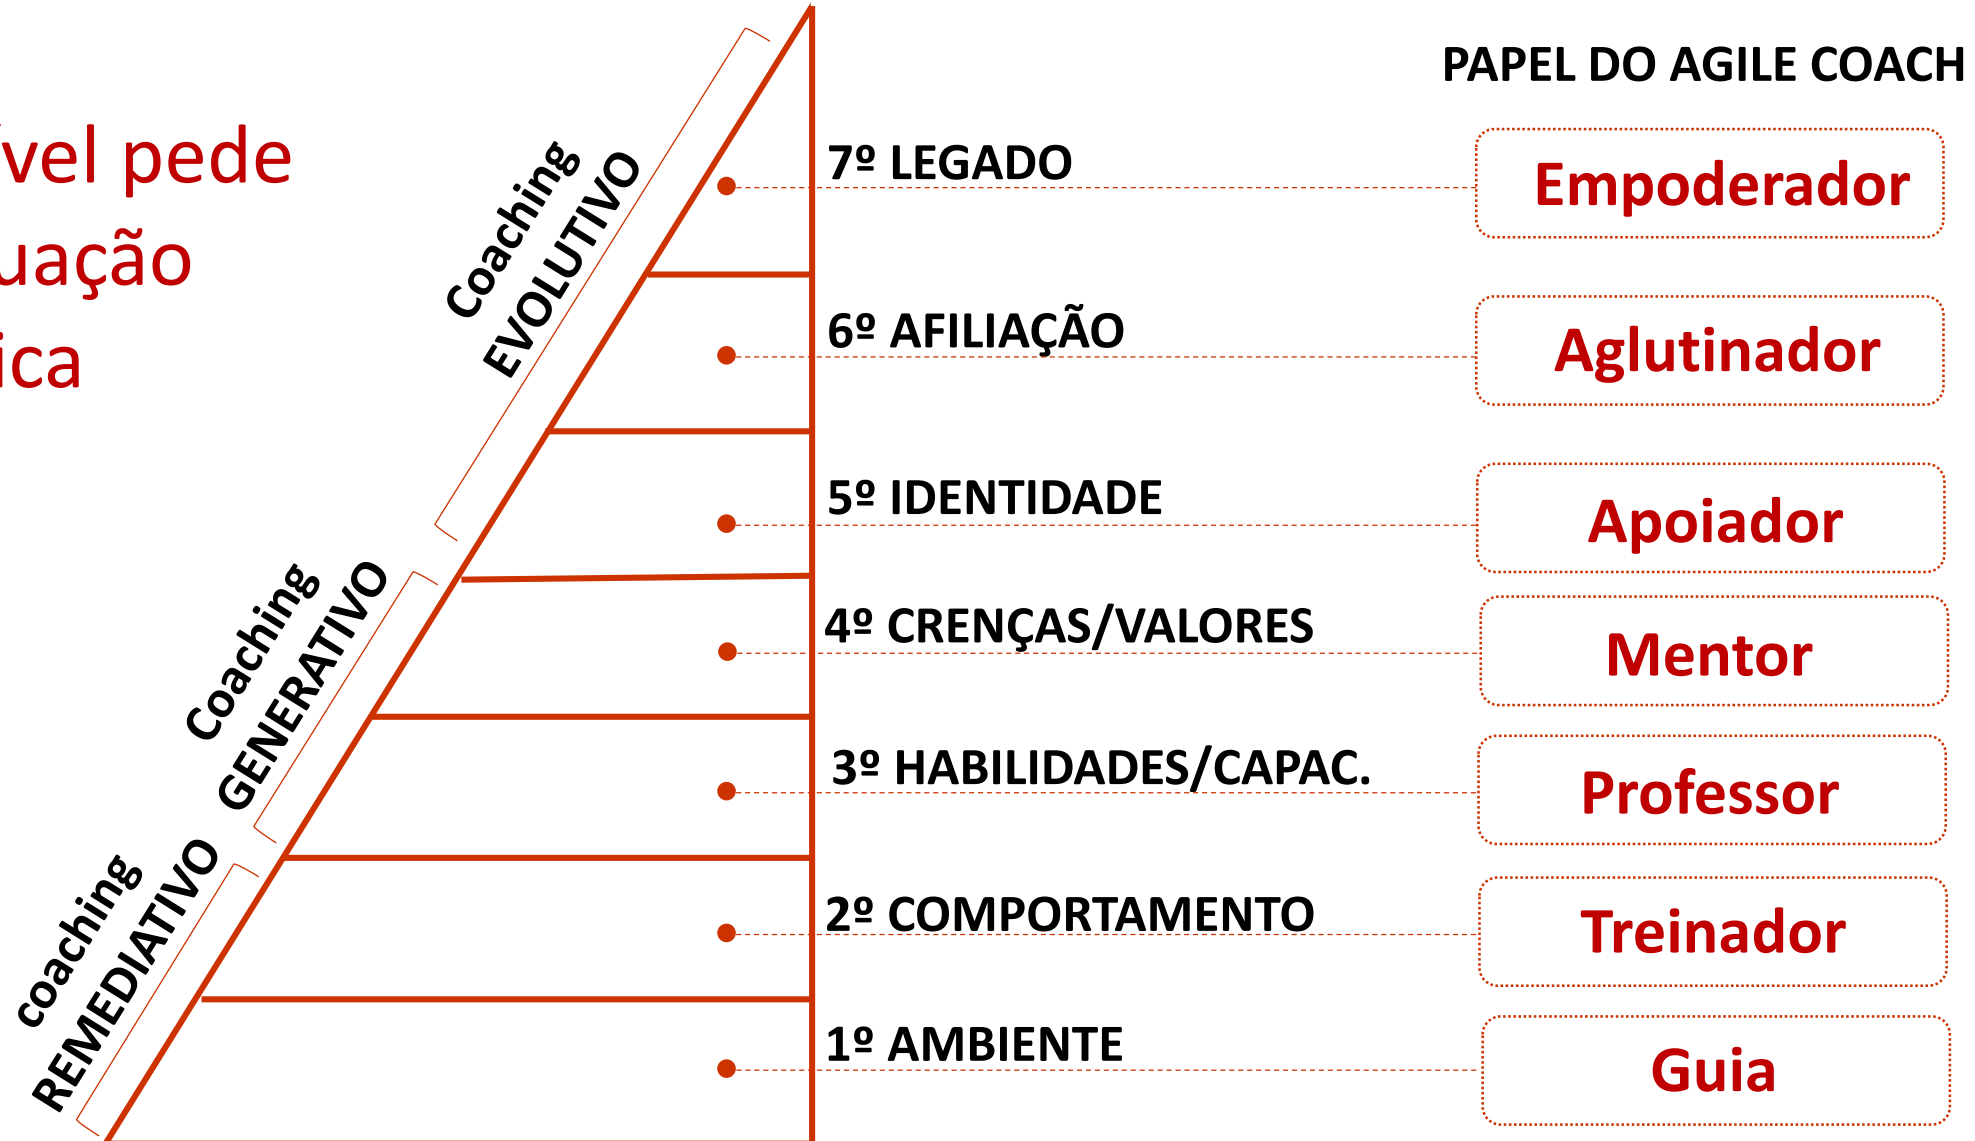 PAPEL DO AGILE COACH
vel pede
uação
ica
Coaching
EVOLUTIVO
7º LEGADO
Empoderador
6º AFILIAÇÃO
Aglutinador
5º IDENTIDADE
Apoiador
Coaching
GENERATIVO
4º CRENÇAS/VALORES
Mentor
3º HABILIDADES/CAPAC.
Professor
coaching
REMEDIATIVO
2º COMPORTAMENTO
Treinador
1º AMBIENTE
Guia